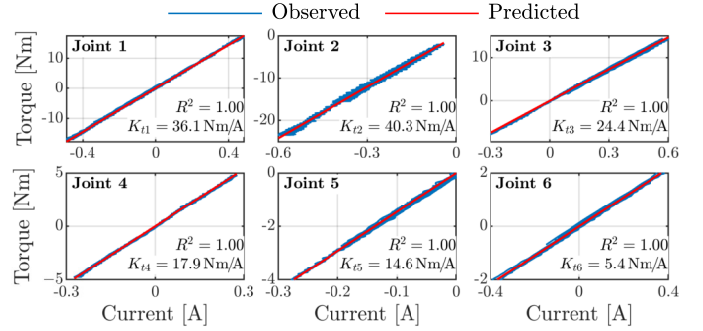 Observed Predicted
Joint 1 Joint 2 Joint 3
Torque [Nm]
10
0
-10
R² = 1.00
K_t1 = 36.1 Nm/A
-0.4 0 0.4
0
-10
-20
R² = 1.00
K_t2 = 40.3 Nm/A
-0.6 -0.3 0
10
0
R² = 1.00
K_t3 = 24.4 Nm/A
-0.3 0 0.3 0.6
Joint 4 Joint 5 Joint 6
Torque [Nm]
5
0
−5
R² = 1.00
K_t4 = 17.9 Nm/A
-0.3 0 0.3
Current [A]
0
-2
-4
R² = 1.00
K_t5 = 14.6 Nm/A
-0.3 -0.2 -0.1 0
Current [A]
2
0
-2
R² = 1.00
K_t6 = 5.4 Nm/A
-0.4 0 0.4
Current [A]